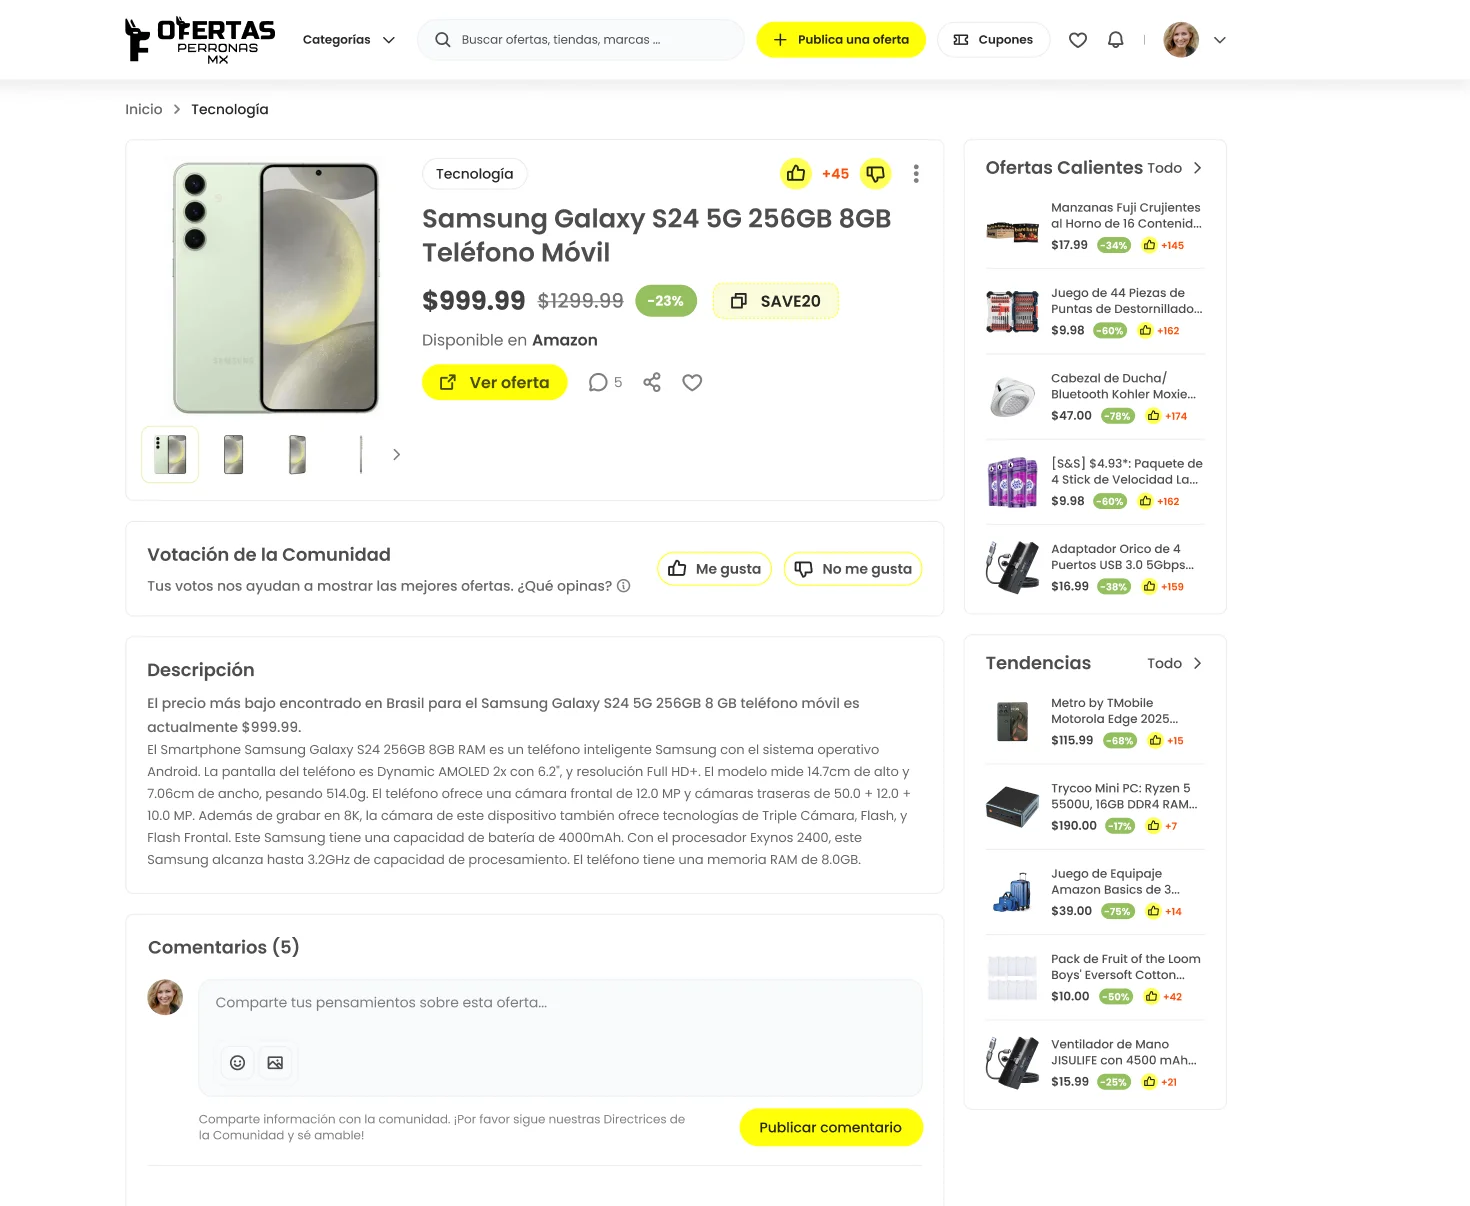 OFERTAS
PERRONAS
MX
Categorías
Buscar ofertas, tiendas, marcas ...
Publica una oferta
Cupones
Inicio > Tecnología
Tecnología
+45
Samsung Galaxy S24 5G 256GB 8GB
Teléfono Móvil
$999.99 $1299.99 -23% SAVE20
Disponible en Amazon
Ver oferta
5
SAMSUNG
Votación de la Comunidad
Tus votos nos ayudan a mostrar las mejores ofertas. ¿Qué opinas?
Me gusta
No me gusta
Descripción
El precio más bajo encontrado en Brasil para el Samsung Galaxy S24 5G 256GB 8 GB teléfono móvil es
actualmente $999.99.
El Smartphone Samsung Galaxy S24 256GB 8GB RAM es un teléfono inteligente Samsung con el sistema operativo
Android. La pantalla del teléfono es Dynamic AMOLED 2x con 6.2", y resolución Full HD+. El modelo mide 14.7cm de alto y
7.06cm de ancho, pesando 514.0g. El teléfono ofrece una cámara frontal de 12.0 MP y cámaras traseras de 50.0 + 12.0 +
10.0 MP. Además de grabar en 8K, la cámara de este dispositivo también ofrece tecnologías de Triple Cámara, Flash, y
Flash Frontal. Este Samsung tiene una capacidad de batería de 4000mAh. Con el procesador Exynos 2400, este
Samsung alcanza hasta 3.2GHz de capacidad de procesamiento. El teléfono tiene una memoria RAM de 8.0GB.
Comentarios (5)
Comparte tus pensamientos sobre esta oferta...
Comparte información con la comunidad. ¡Por favor sigue nuestras Directrices de
la Comunidad y sé amable!
Publicar comentario
Ofertas Calientes Todo
Manzanas Fuji Crujientes
al Horno de 16 Contenid...
$17.99 -34% +145
Juego de 44 Piezas de
Puntas de Destornillado...
$9.98 -60% +162
Cabezal de Ducha/
Bluetooth Kohler Moxie...
$47.00 -78% +174
[S&S] $4.93*: Paquete de
4 Stick de Velocidad La...
$9.98 -60% +162
Adaptador Orico de 4
Puertos USB 3.0 5Gbps...
$16.99 -38% +159
Tendencias Todo
Metro by TMobile
Motorola Edge 2025...
$115.99 -68% +15
Trycoo Mini PC: Ryzen 5
5500U, 16GB DDR4 RAM...
$190.00 -17% +7
Juego de Equipaje
Amazon Basics de 3...
$39.00 -75% +14
Pack de Fruit of the Loom
Boys' Eversoft Cotton...
$10.00 -50% +42
Ventilador de Mano
JISULIFE con 4500 mAh...
$15.99 -25% +21